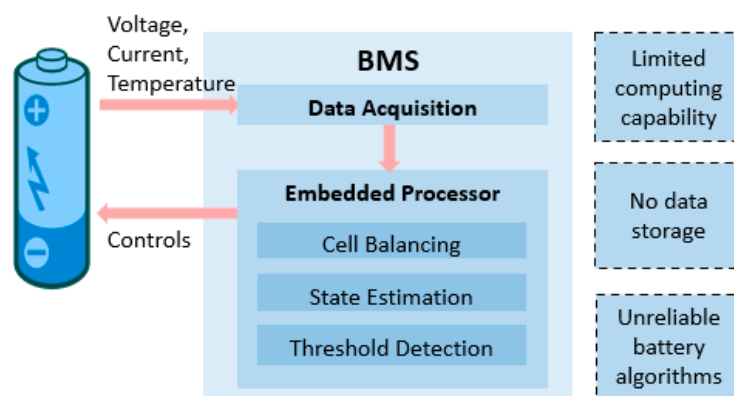 Voltage,
Current,
Temperature
BMS
Data Acquisition
Embedded Processor
Cell Balancing
State Estimation
Threshold Detection
Controls
Limited
computing
capability
No data
storage
Unreliable
battery
algorithms